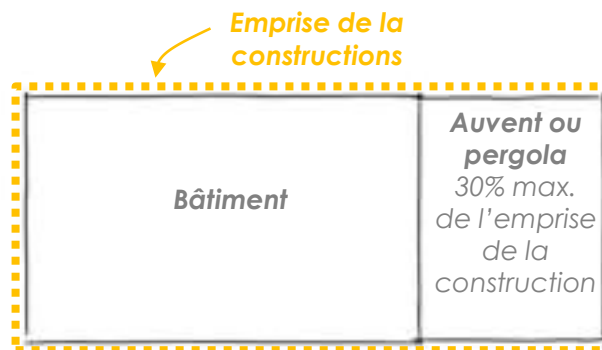 Emprise de la
constructions
Bâtiment
Auvent ou
pergola
30% max.
de l'emprise
de la
construction